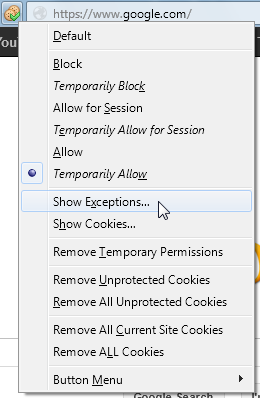 https://www.google.com/
Default
You
Block
Temporarily Block
Allow for Session
Temporarily Allow for Session
Allow
Temporarily Allow
Show Exceptions...
Show Cookies...
Remove Temporary Permissions
Remove Unprotected Cookies
Remove All Unprotected Cookies
Remove All Current Site Cookies
Remove ALL Cookies
Button Menu
Google Search